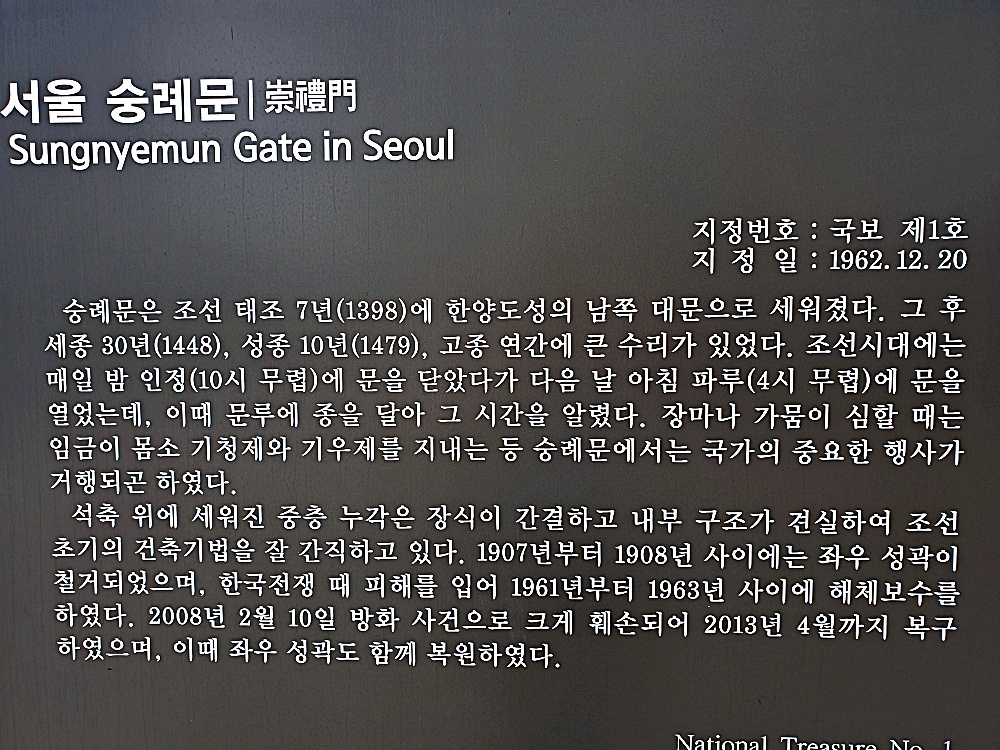 서울 숭례문 | 崇禮門
Sungnyemun Gate in Seoul
지정번호 : 국보 제1호
지 정 일 : 1962. 12. 20
숭례문은 조선 태조 7년(1398)에 한양도성의 남쪽 대문으로 세워졌다. 그 후
세종 30년(1448), 성종 10년(1479), 고종 연간에 큰 수리가 있었다. 조선시대에는
매일 밤 인정(10시 무렵)에 문을 닫았다가 다음 날 아침 파루(4시 무렵)에 문을
열었는데, 이때 문루에 종을 달아 그 시간을 알렸다. 장마나 가뭄이 심할 때는
임금이 몸소 기청제와 기우제를 지내는 등 숭례문에서는 국가의 중요한 행사가
거행되곤 하였다.
석축 위에 세워진 중층 누각은 장식이 간결하고 내부 구조가 견실하여 조선
초기의 건축기법을 잘 간직하고 있다. 1907년부터 1908년 사이에는 좌우 성곽이
철거되었으며, 한국전쟁 때 피해를 입어 1961년부터 1963년 사이에 해체보수를
하였다. 2008년 2월 10일 방화 사건으로 크게 훼손되어 2013년 4월까지 복구
하였으며, 이때 좌우 성곽도 함께 복원하였다.
National Treasure No. 1